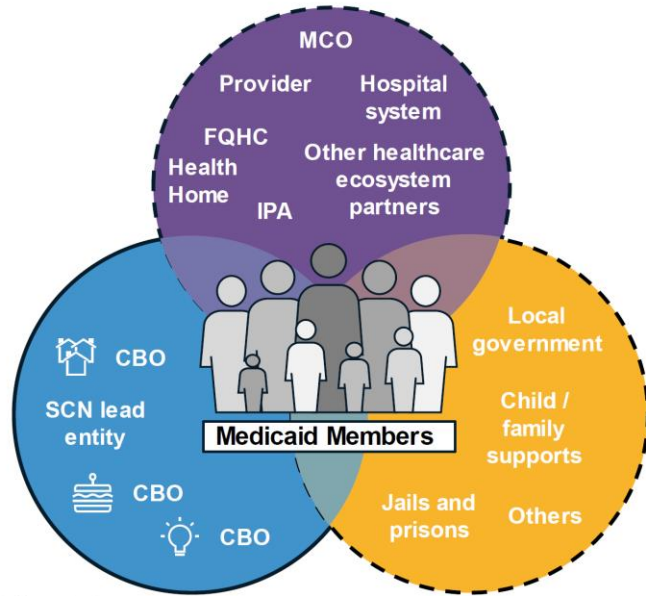 MCO
Provider
Hospital
system
FQHC
Health
Home
Other healthcare
ecosystem
partners
IPA
CBO
SCN lead
entity
CBO
CBO
Medicaid Members
Local
government
Child /
family
supports
Jails and
prisons
Others